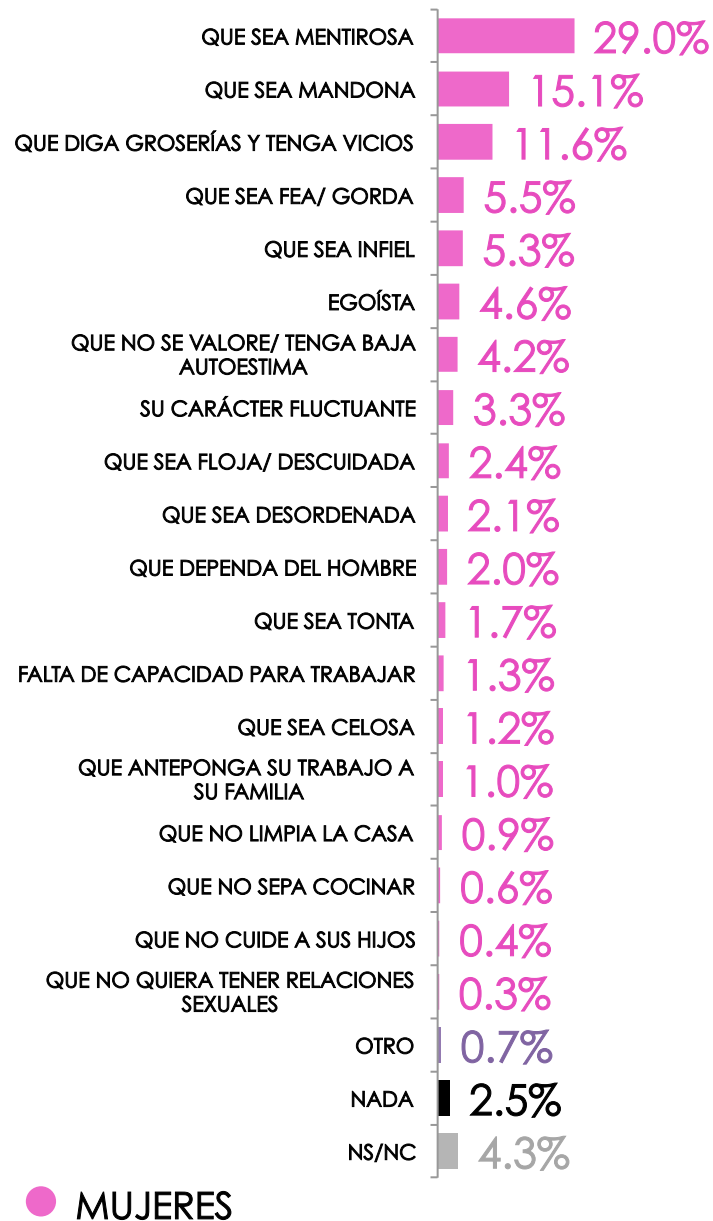 QUE SEA MENTIROSA 29.0%
QUE SEA MANDONA 15.1%
QUE DIGA GROSERÍAS Y TENGA VICIOS 11.6%
QUE SEA FEA/ GORDA 5.5%
QUE SEA INFIEL 5.3%
EGOÍSTA 4.6%
QUE NO SE VALORE/ TENGA BAJA
AUTOESTIMA 4.2%
SU CARÁCTER FLUCTUANTE 3.3%
QUE SEA FLOJA/ DESCUIDADA 2.4%
QUE SEA DESORDENADA 2.1%
QUE DEPENDA DEL HOMBRE 2.0%
QUE SEA TONTA 1.7%
FALTA DE CAPACIDAD PARA TRABAJAR 1.3%
QUE SEA CELOSA 1.2%
QUE ANTEPONGA SU TRABAJO A
SU FAMILIA 1.0%
QUE NO LIMPIA LA CASA 0.9%
QUE NO SEPA COCINAR 0.6%
QUE NO CUIDE A SUS HIJOS 0.4%
QUE NO QUIERA TENER RELACIONES
SEXUALES 0.3%
OTRO 0.7%
NADA 2.5%
NS/NC 4.3%
MUJERES